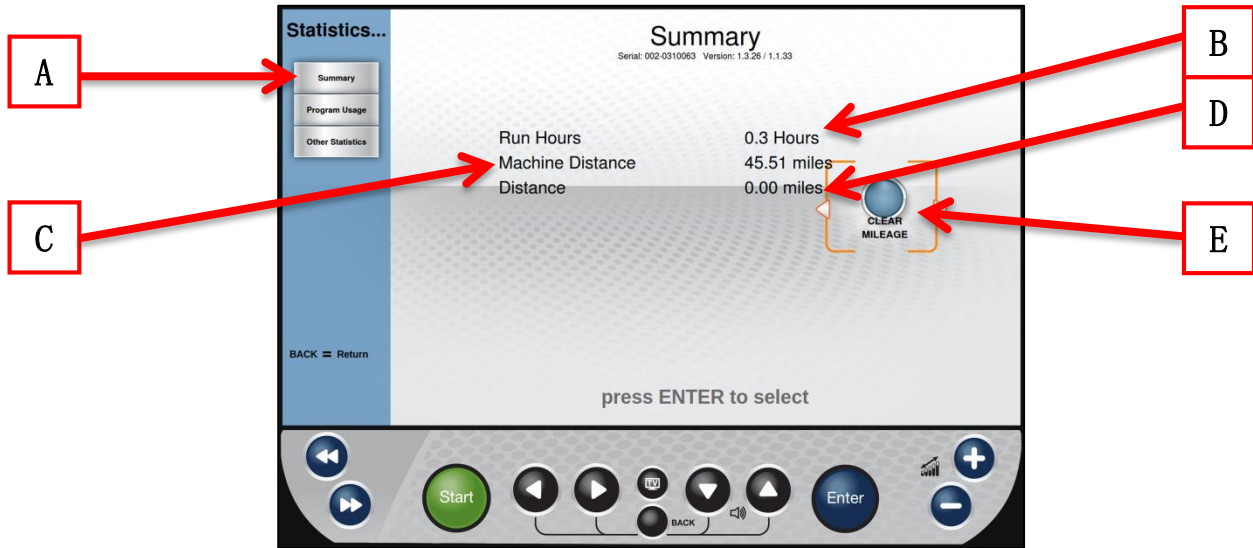 Statistics...
Summary
Serial: 002-0310063 Version: 1.3.26 / 1.1.33
A
B
Summary
Program Usage
D
Other Statistics
Run Hours 0.3 Hours
Machine Distance 45.51 miles
Distance 0.00 miles
C
CLEAR
MILEAGE
E
BACK = Return
press ENTER to select
Start
TV
BACK
Enter